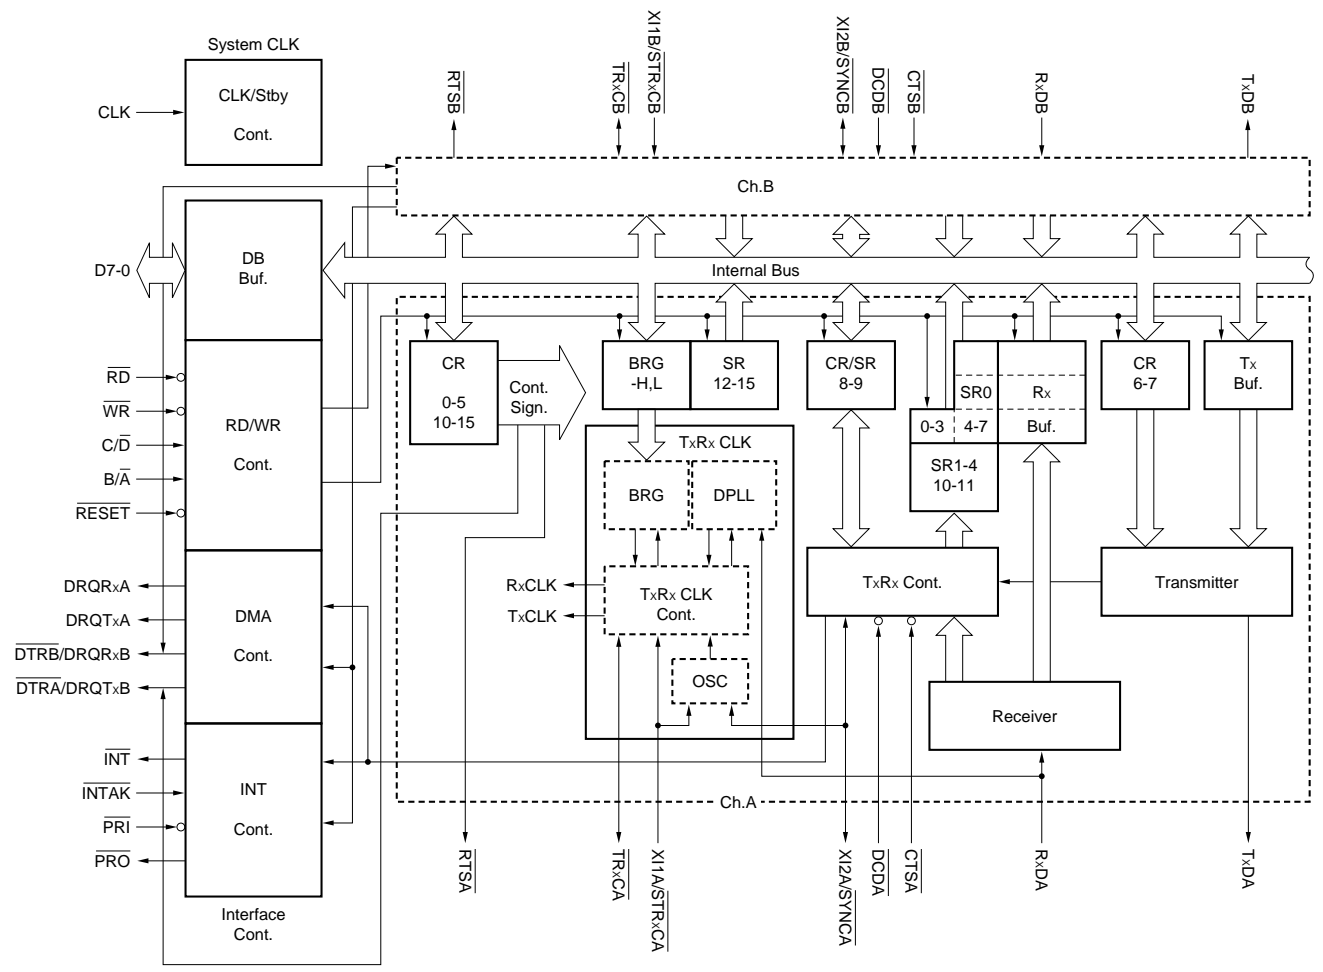 System CLK
CLK
CLK/Stby
Cont.
RTSB
TRxCB
XI1B/STRxCB
XI2B/SYNCB
DCDB
CTSB
RxDB
TxDB
Ch.B
D7-0
DB
Buf.
Internal Bus
RD
WR
C/D
B/A
RESET
RD/WR
Cont.
CR
0-5
10-15
Cont.
Sign.
BRG
-H,L
SR
12-15
CR/SR
8-9
SR0
Rx
0-3
4-7
Buf.
SR1-4
10-11
CR
6-7
Tx
Buf.
TxRx CLK
BRG
DPLL
RxCLK
TxCLK
TxRx CLK
Cont.
OSC
TxRx Cont.
Transmitter
Receiver
DRQRxA
DRQTxA
DTRB/DRQRxB
DTRA/DRQTxB
DMA
Cont.
INT
INTAK
PRI
PRO
INT
Cont.
Interface
Cont.
Ch.A
RTSA
TRxCA
XI1A/STRxCA
XI2A/SYNCA
DCDA
CTSA
RxDA
TxDA